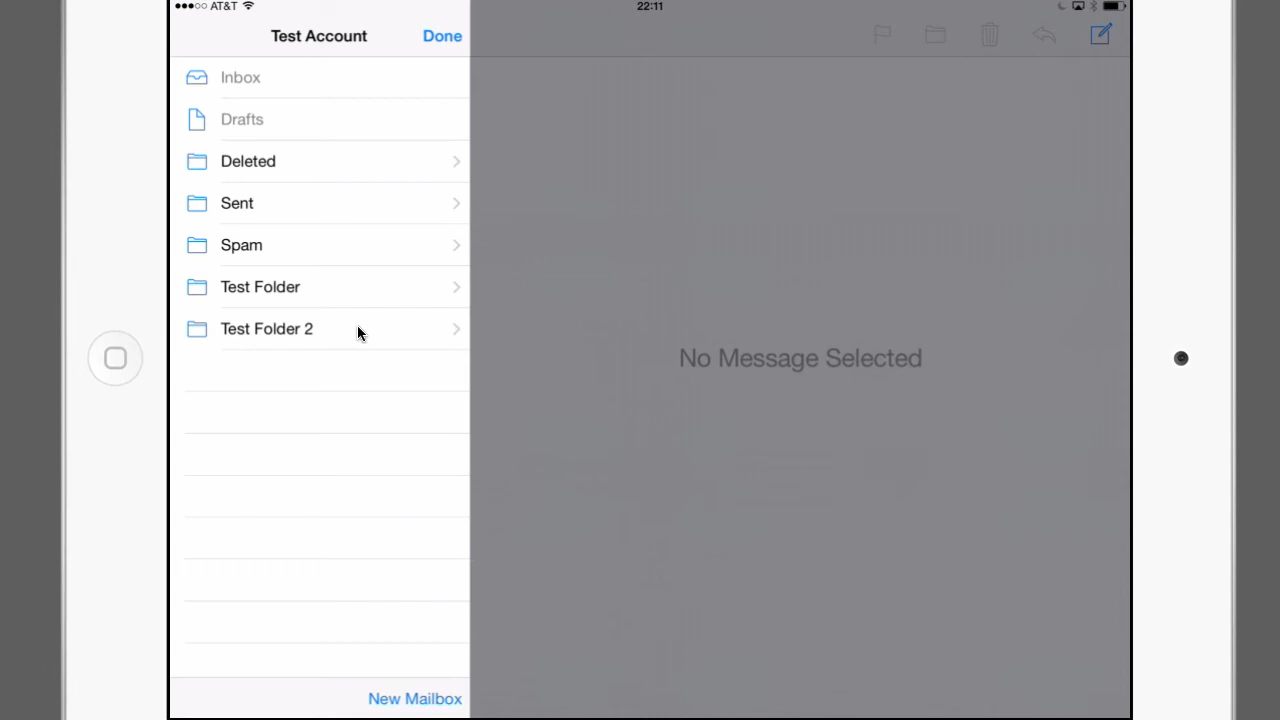 AT&T 22:11
Test Account Done
Inbox
Drafts
Deleted
Sent
Spam
Test Folder
Test Folder 2
No Message Selected
New Mailbox